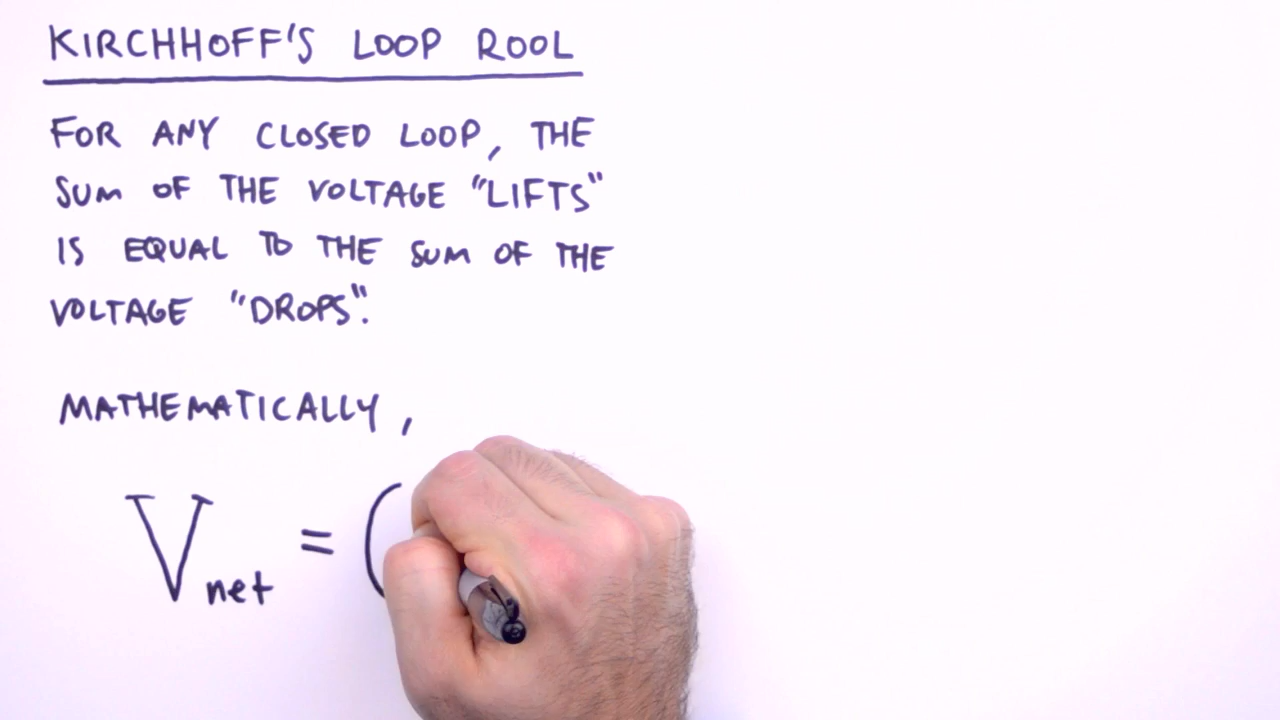 KIRCHHOFF'S LOOP ROOL
FOR ANY CLOSED LOOP, THE
SUM OF THE VOLTAGE "LIFTS"
IS EQUAL TO THE SUM OF THE
VOLTAGE "DROPS".
MATHEMATICALLY,
Vnet = (